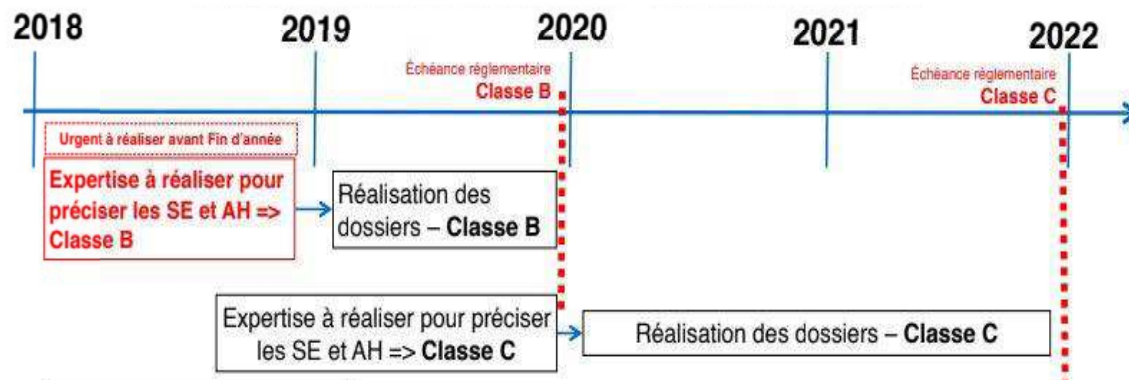 2018
2019
2020
2021
2022
Échéance réglementaire
Classe B
Échéance réglementaire
Classe C
Urgent à réaliser avant Fin d'année
Expertise à réaliser pour
préciser les SE et AH =>
Classe B
Réalisation des
dossiers – Classe B
Expertise à réaliser pour préciser
les SE et AH => Classe C
Réalisation des dossiers – Classe C